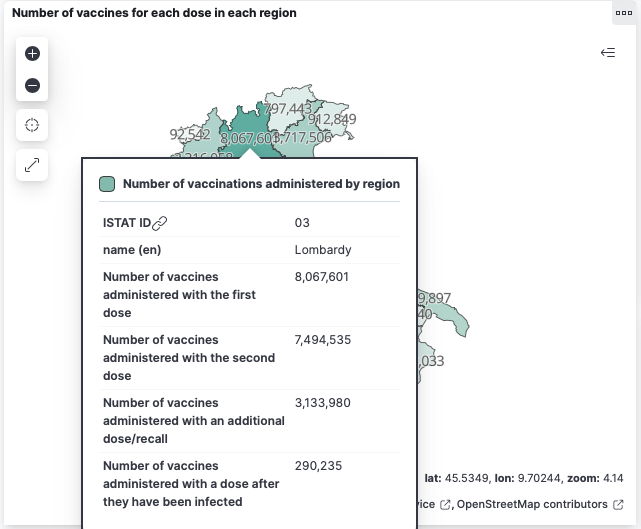 Number of vaccines for each dose in each region
797,443
912,849
92,542
8,067,601
3,717,506
Number of vaccinations administered by region
ISTAT ID 03
name (en) Lombardy
Number of vaccines
administered with the first
dose
8,067,601
Number of vaccines
administered with the second
dose
7,494,535
Number of vaccines
administered with an additional
dose/recall
3,133,980
Number of vaccines
administered with a dose after
they have been infected
290,235
9,897
40
,033
lat: 45.5349, lon: 9.70244, zoom: 4.14
vice, OpenStreetMap contributors